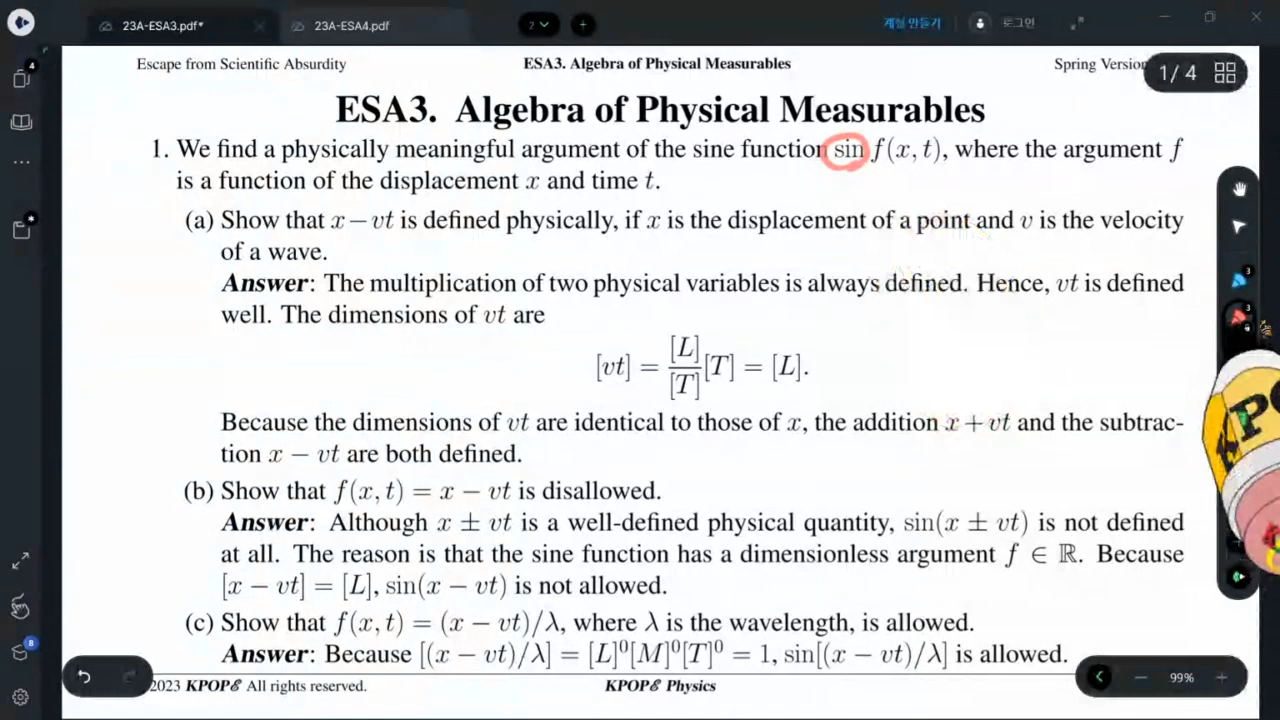 23A-ESA3.pdf* 23A-ESA4.pdf 2 계정 만들기 로그인
Escape from Scientific Absurdity ESA3. Algebra of Physical Measurables Spring Version
1 / 4
ESA3. Algebra of Physical Measurables
1. We find a physically meaningful argument of the sine function sin f(x, t), where the argument f
is a function of the displacement x and time t.
(a) Show that x − vt is defined physically, if x is the displacement of a point and v is the velocity
of a wave.
Answer: The multiplication of two physical variables is always defined. Hence, vt is defined
well. The dimensions of vt are
[vt] = [L]/[T] [T] = [L].
Because the dimensions of vt are identical to those of x, the addition x + vt and the subtrac-
tion x − vt are both defined.
(b) Show that f(x, t) = x − vt is disallowed.
Answer: Although x ± vt is a well-defined physical quantity, sin(x ± vt) is not defined
at all. The reason is that the sine function has a dimensionless argument f ∈ ℝ. Because
[x − vt] = [L], sin(x − vt) is not allowed.
(c) Show that f(x, t) = (x − vt)/λ, where λ is the wavelength, is allowed.
Answer: Because [(x − vt)/λ] = [L]⁰[M]⁰[T]⁰ = 1, sin[(x − vt)/λ] is allowed.
2023 KPOPE All rights reserved. KPOPE Physics
99%
4
8
3
3